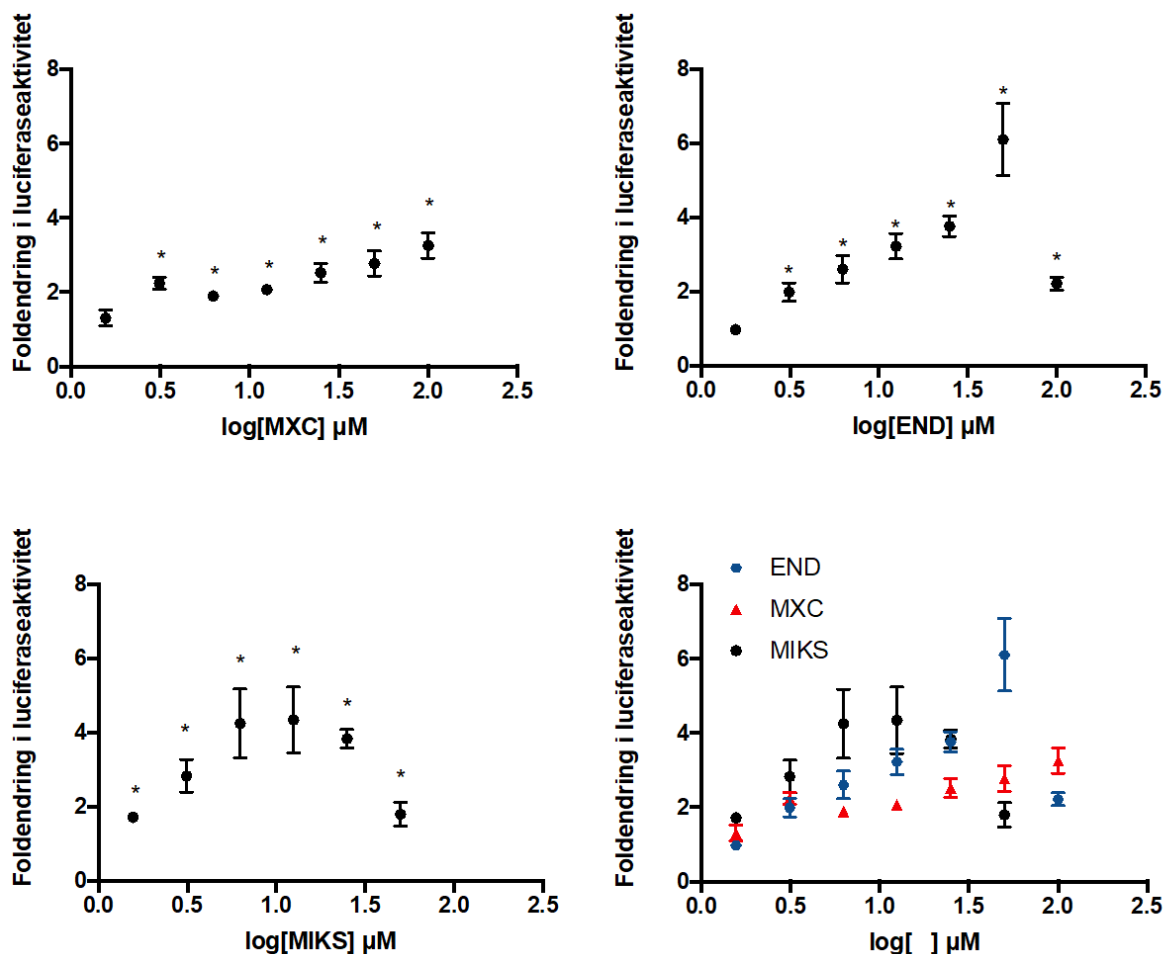 Foldendring i luciferaseaktivitet
8
6
4
2
0
* * * * * *
0.0 0.5 1.0 1.5 2.0 2.5
log[MXC] µM
Foldendring i luciferaseaktivitet
8
6
4
2
0
* * * * * *
0.0 0.5 1.0 1.5 2.0 2.5
log[END] µM
Foldendring i luciferaseaktivitet
8
6
4
2
0
* * * * * *
0.0 0.5 1.0 1.5 2.0 2.5
log[MIKS] µM
Foldendring i luciferaseaktivitet
8
6
4
2
0
END
MXC
MIKS
0.0 0.5 1.0 1.5 2.0 2.5
log[ ] µM